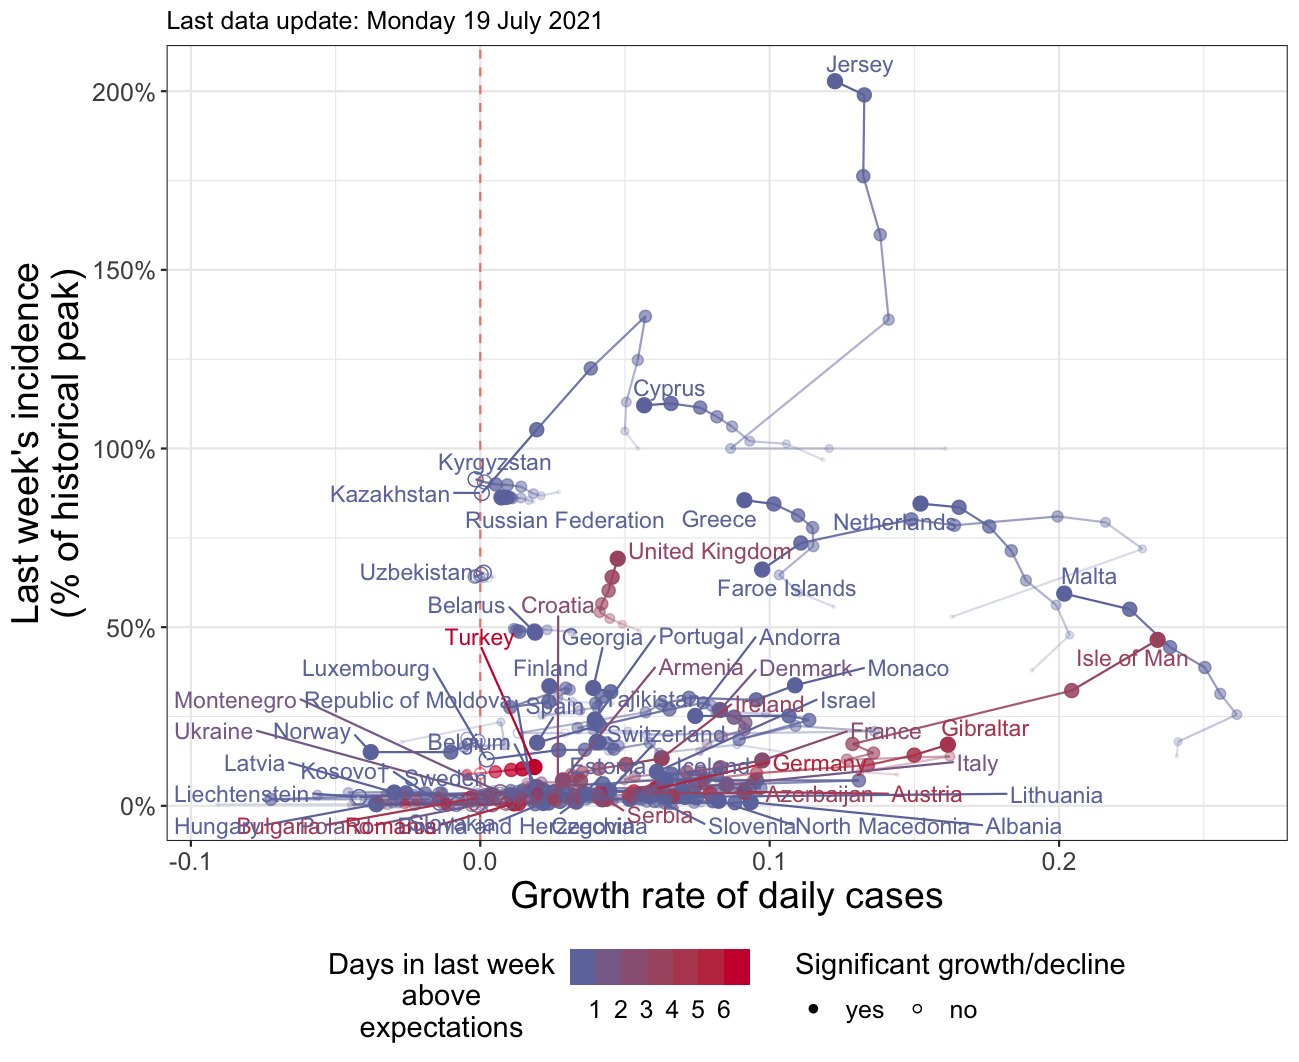 Last data update: Monday 19 July 2021
Last week's incidence
(% of historical peak)
200%
150%
100%
50%
0%
Jersey
Cyprus
Kyrgyzstan
Kazakhstan
Russian Federation
Greece
Netherlands
United Kingdom
Uzbekistan
Faroe Islands
Malta
Belarus
Croatia
Turkey
Georgia
Portugal
Andorra
Isle of Man
Luxembourg
Finland
Armenia
Denmark
Monaco
Montenegro
Republic of Moldova
Spain
Tajikistan
Ireland
Israel
Ukraine
Norway
Belgium
Switzerland
France
Gibraltar
Latvia
Kosovo†
Sweden
Estonia
Iceland
Germany
Italy
Liechtenstein
Azerbaijan
Austria
Lithuania
Serbia
Hungary
Bulgaria
Poland
Romania
Slovakia
Bosnia and Herzegovina
Czechia
Slovenia
North Macedonia
Albania
-0.1
0.0
0.1
0.2
Growth rate of daily cases
Days in last week
above
expectations
1 2 3 4 5 6
Significant growth/decline
yes
no